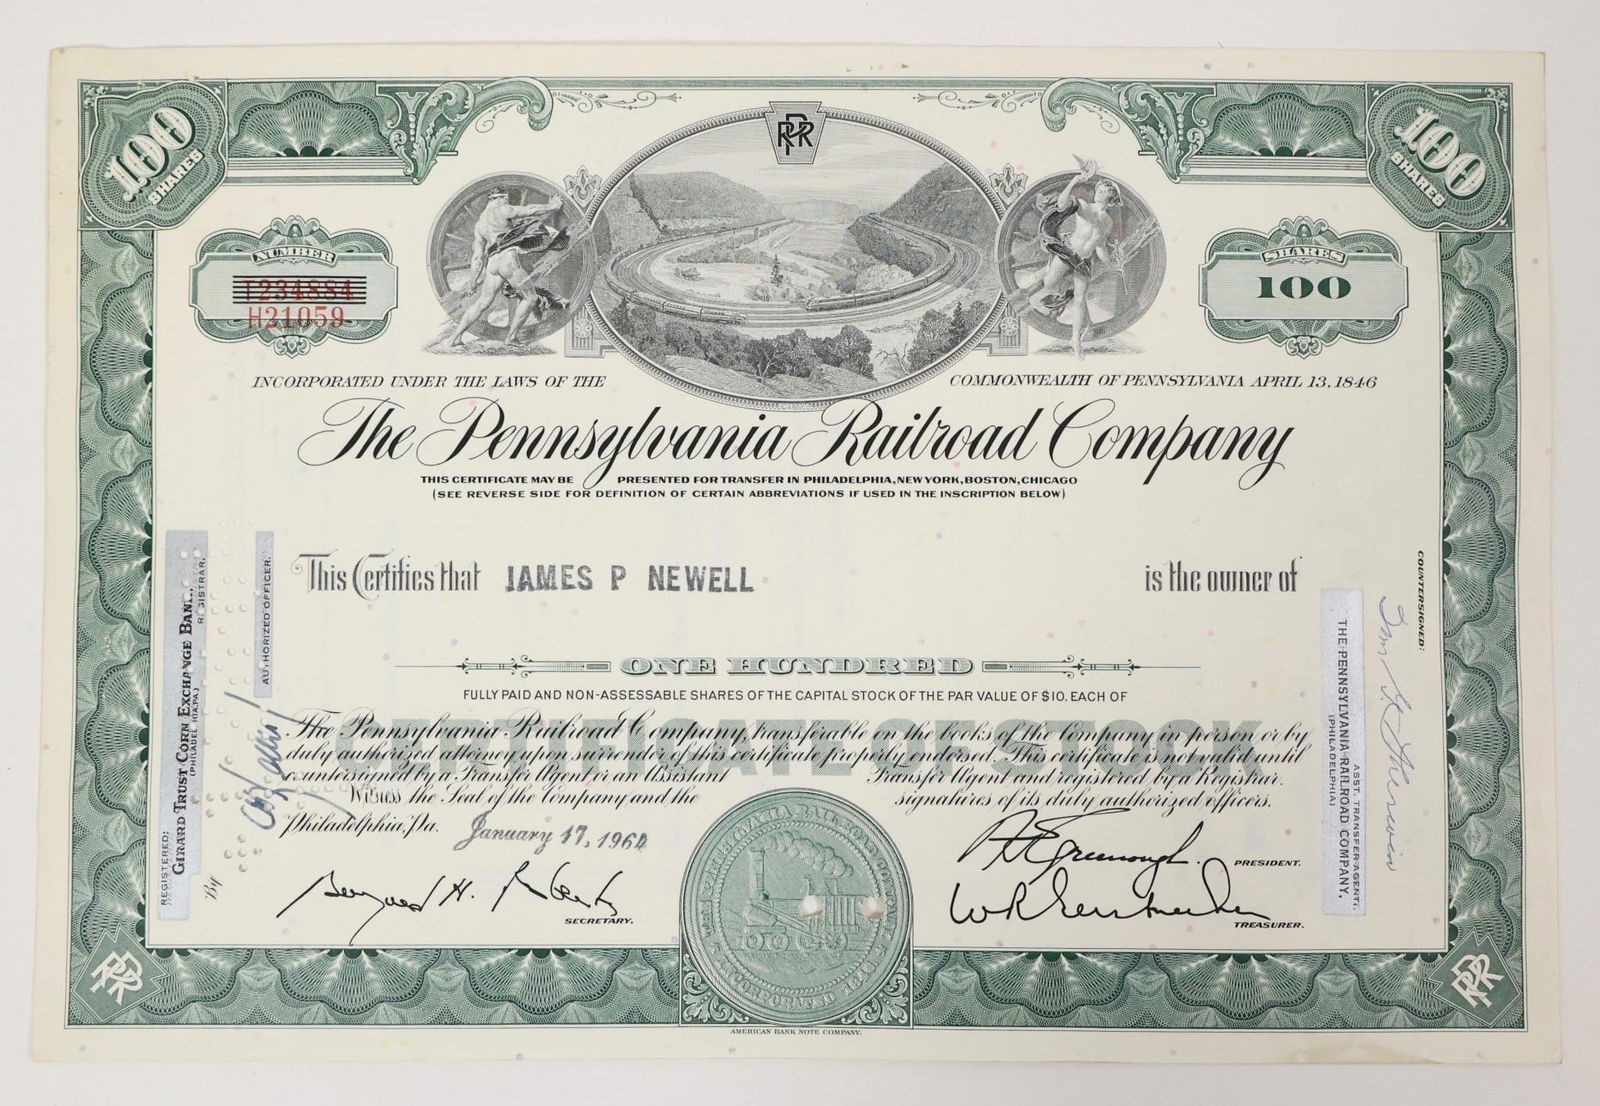 100 SHARES
PRR
100 SHARES
NUMBER
T234884
H21059
SHARES
100
INCORPORATED UNDER THE LAWS OF THE COMMONWEALTH OF PENNSYLVANIA APRIL 13, 1846
The Pennsylvania Railroad Company
THIS CERTIFICATE MAY BE PRESENTED FOR TRANSFER IN PHILADELPHIA, NEW YORK, BOSTON, CHICAGO
(SEE REVERSE SIDE FOR DEFINITION OF CERTAIN ABBREVIATIONS IF USED IN THE INSCRIPTION BELOW)
This Certifies that JAMES P NEWELL is the owner of
ONE HUNDRED
FULLY PAID AND NON-ASSESSABLE SHARES OF THE CAPITAL STOCK OF THE PAR VALUE OF $10. EACH OF
CERTIFICATE OF STOCK
The Pennsylvania Railroad Company, transferable on the books of the Company in person or by
duly authorized attorney upon surrender of this certificate properly endorsed. This certificate is not valid until
countersigned by a Transfer Agent or an Assistant Transfer Agent and registered by a Registrar.
Witness the Seal of the Company and the signatures of its duly authorized officers.
Philadelphia, Pa. January 17, 1964
SECRETARY.
PRESIDENT.
TREASURER.
REGISTERED:
GIRARD TRUST CORN EXCHANGE BANK,
(PHILADELPHIA, PA.)
REGISTRAR,
By
AUTHORIZED OFFICER.
COUNTERSIGNED:
THE PENNSYLVANIA RAILROAD COMPANY,
(PHILADELPHIA)
ASST. TRANSFER AGENT.
PRR
PRR
AMERICAN BANK NOTE COMPANY.